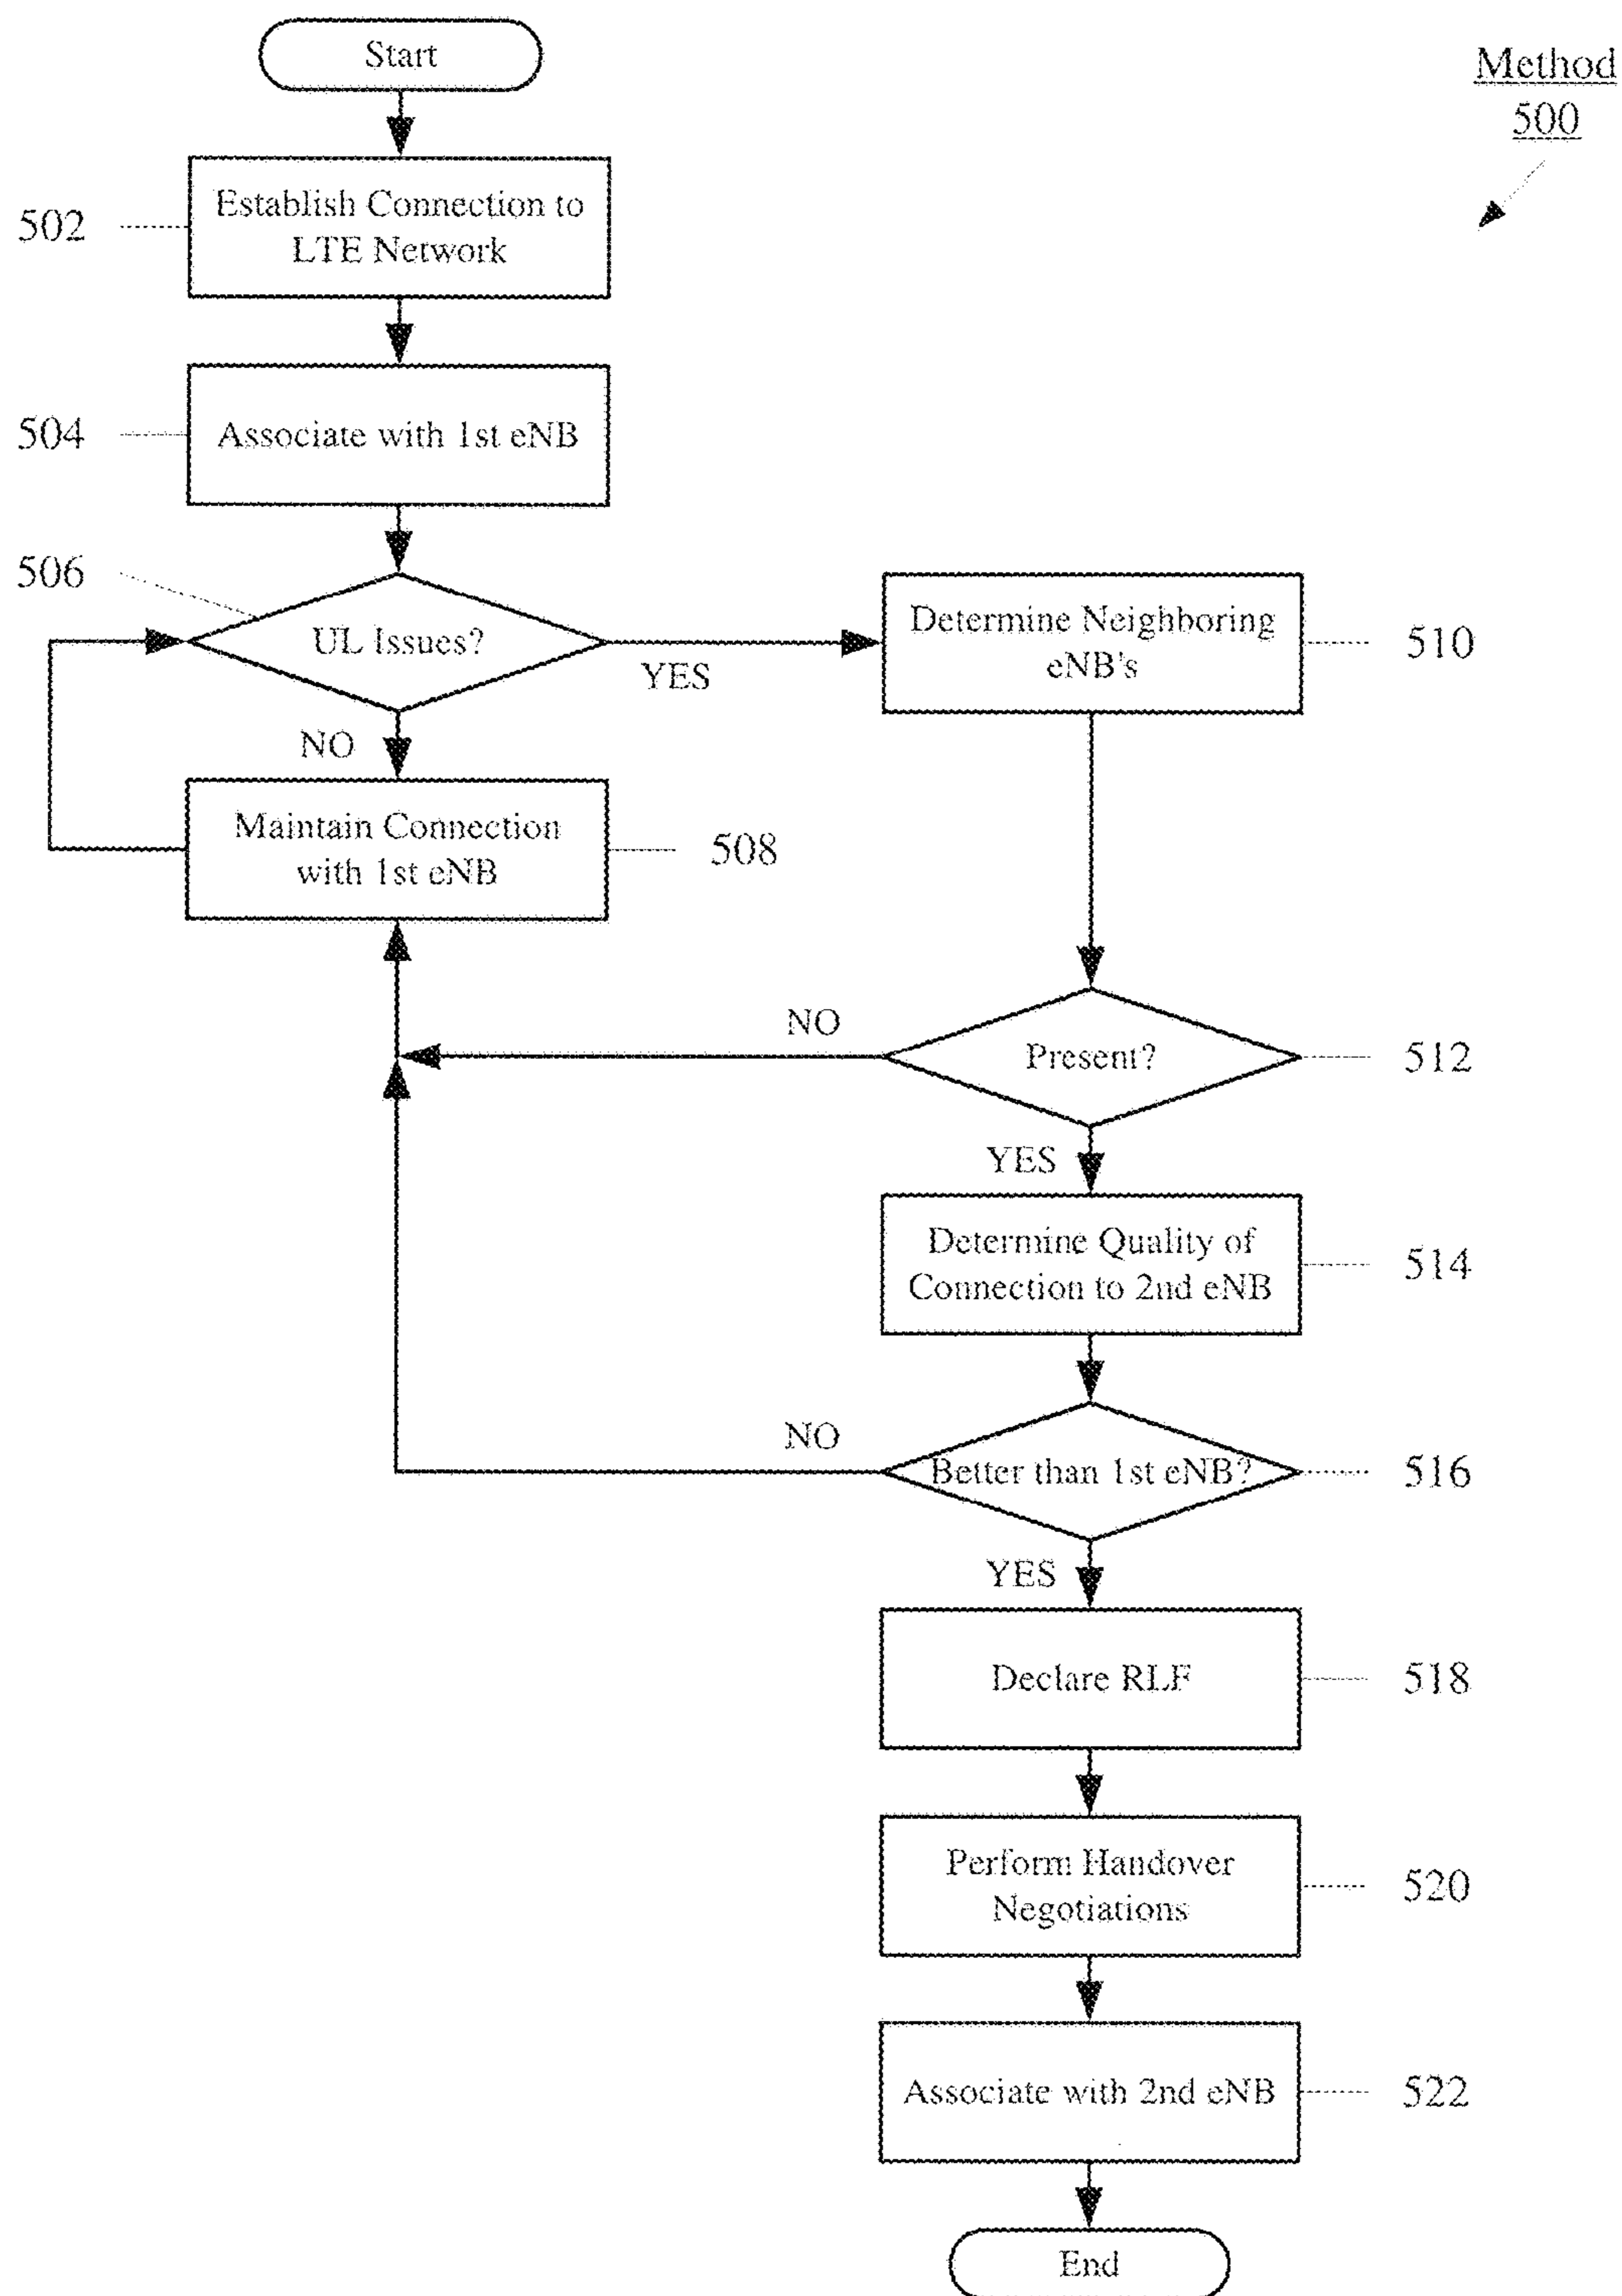 Start
Method
500
502
Establish Connection to
LTE Network
504
Associate with 1st eNB
506
UL Issues?
YES
NO
Determine Neighboring
eNB's
510
Maintain Connection
with 1st eNB
508
NO
Present?
512
YES
Determine Quality of
Connection to 2nd eNB
514
NO
Better than 1st eNB?
516
YES
Declare RLF
518
Perform Handover
Negotiations
520
Associate with 2nd eNB
522
End